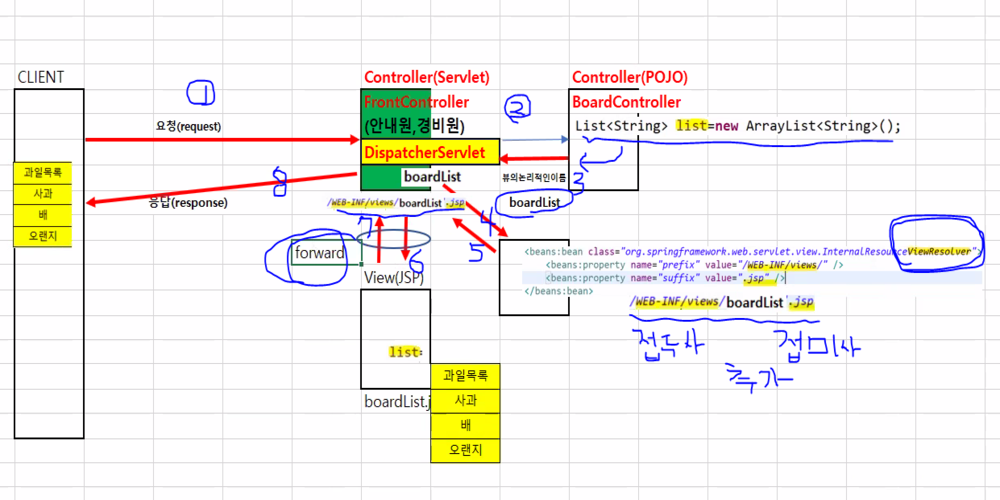 CLIENT
Controller(Servlet)
Controller(POJO)
①
FrontController
②
BoardController
요청(request)
(안내원,경비원)
List<String> list=new ArrayList<String>();
DispatcherServlet
과일목록
사과
배
오랜지
8
boardList
뷰의논리적인이름
3
응답(response)
/WEB-INF/views/boardList'.jsp
boardList
7
4
6
5
forward
View(JSP)
<beans:bean class="org.springframework.web.servlet.view.InternalResourceViewResolver">
<beans:property name="prefix" value="/WEB-INF/views/" />
<beans:property name="suffix" value=".jsp" />
</beans:bean>
/WEB-INF/views/boardList'.jsp
접두사
접미사
추가
list
boardList.j
과일목록
사과
배
오랜지